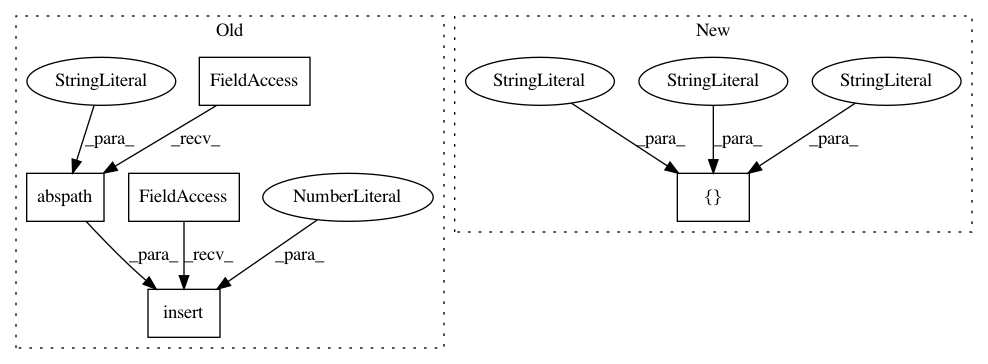 Old
New
StringLiteral
FieldAccess
StringLiteral
StringLiteral
StringLiteral
_para_
_recv_
_para_
_para_
_para_
abspath
FieldAccess
NumberLiteral
{}
_para_
_recv_
_para_
insert